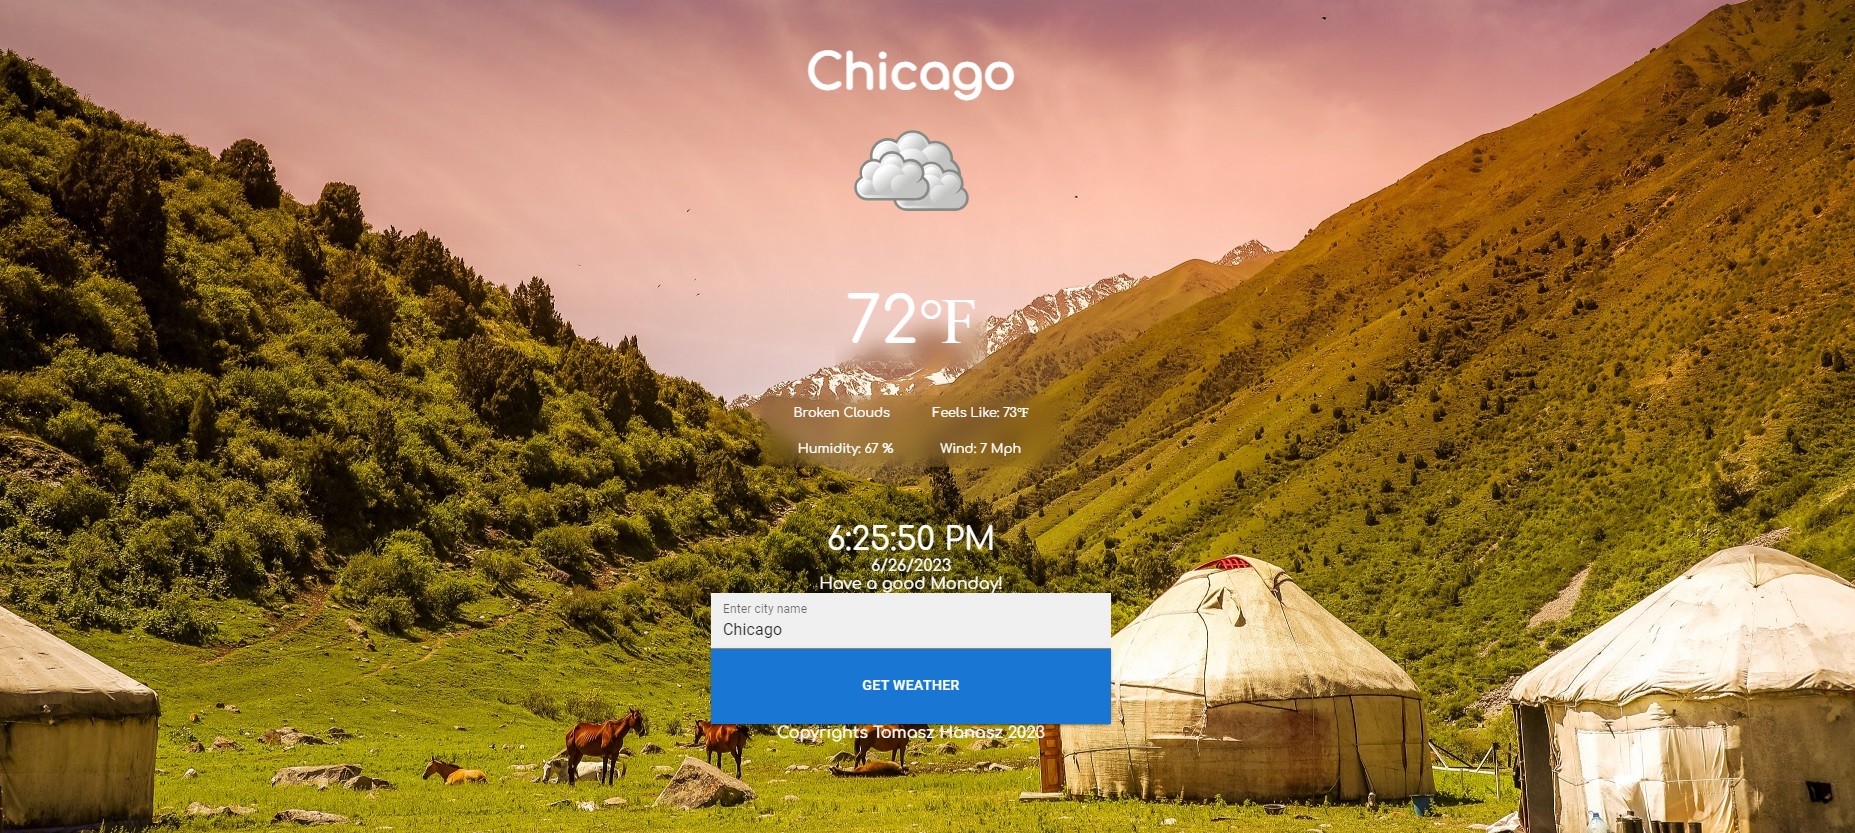 Chicago
72°F
Broken Clouds Feels Like: 73°F
Humidity: 67 % Wind: 7 Mph
6:25:50 PM
6/26/2023
Have a good Monday!
Enter city name
Chicago
GET WEATHER
Copyrights Tomasz Hanasz 2023